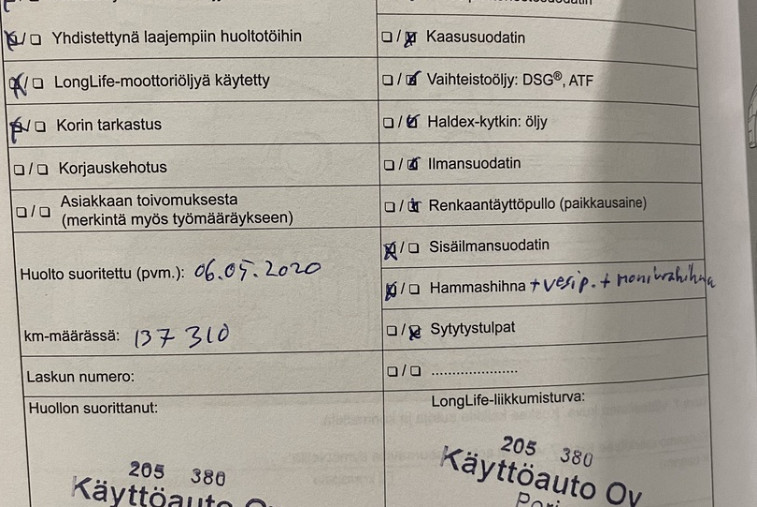 ☒/☐ Yhdistettynä laajempiin huoltotöihin
☒/☐ LongLife-moottoriöljyä käytetty
☒/☐ Korin tarkastus
☐/☐ Korjauskehotus
☐/☐ Asiakkaan toivomuksesta
(merkintä myös työmääräykseen)
Huolto suoritettu (pvm.): 06.05.2020
km-määrässä: 137 310
Laskun numero:
Huollon suorittanut:
205 380
Käyttöauto Oy
☐/☒ Kaasusuodatin
☐/☒ Vaihteistoöljy: DSG®, ATF
☐/☒ Haldex-kytkin: öljy
☐/☒ Ilmansuodatin
☐/☒ Renkaantäyttöpullo (paikkausaine)
☒/☐ Sisäilmansuodatin
☒/☐ Hammashihna + vesip. + moniurahihna
☐/☒ Sytytystulpat
☐/☐ .....................
LongLife-liikkumisturva:
205 380
Käyttöauto Oy
Pori